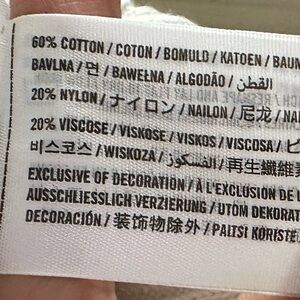 60% COTTON / COTON / BOMULD / KATOEN / BAUM
BAVLNA / 면 / BAWEŁNA / ALGODÃO / القطن
20% NYLON / ナイロン / NAILON / 尼龙 / NAI
20% VISCOSE / VISKOSE / VISKOS / VISCOSA / ビ
비스코스 / WISKOZA / الفسكوز / 再生纖維素
EXCLUSIVE OF DECORATION / À L'EXCLUSION DE L
AUSSCHLIESSLICH VERZIERUNG / UTOM DEKORAT
DECORACIÓN / 装饰物除外 / PAITSI KORISTE